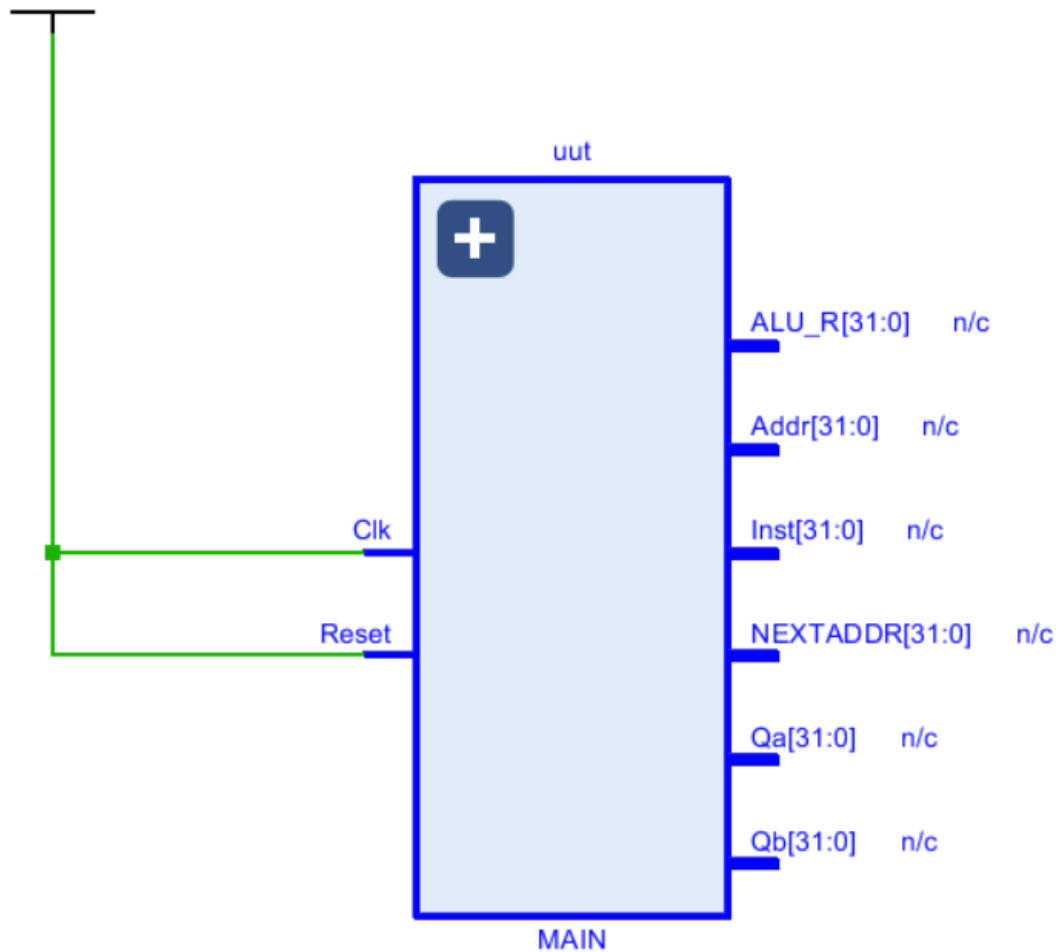 uut
ALU_R[31:0] n/c
Addr[31:0] n/c
Clk
Inst[31:0] n/c
Reset
NEXTADDR[31:0] n/c
Qa[31:0] n/c
Qb[31:0] n/c
MAIN